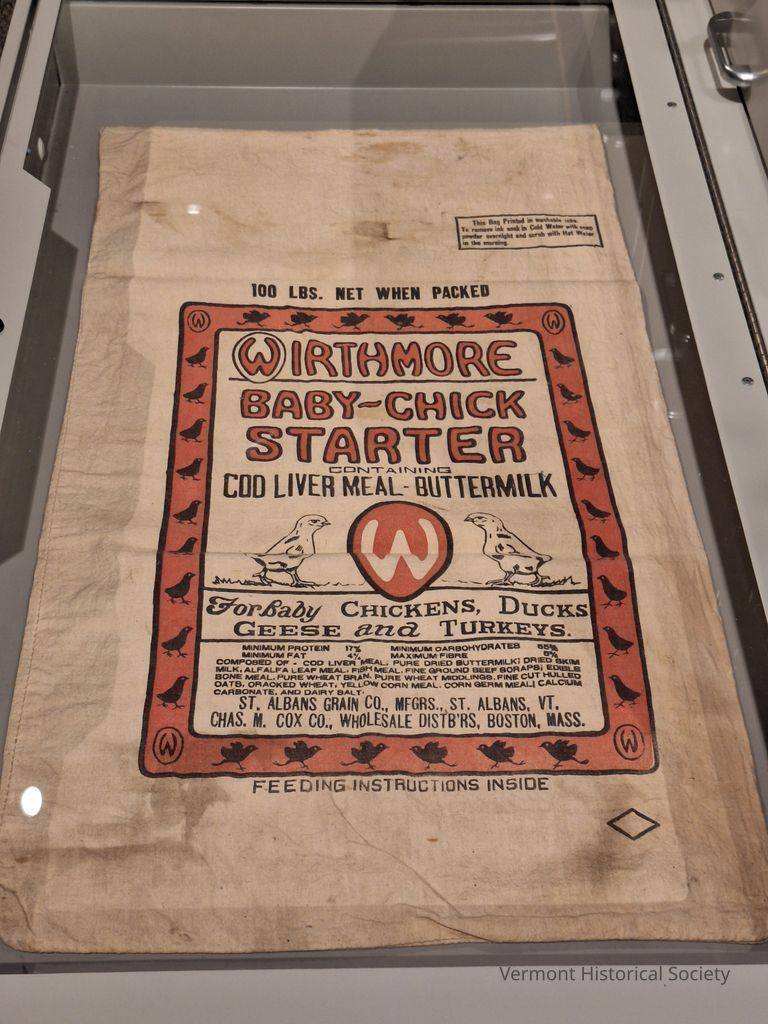 This Bag Printed in washable inks.
To remove ink soak in Cold Water with soap
powder overnight and scrub with Hot Water
in the morning.
100 LBS. NET WHEN PACKED
W W
WIRTHMORE
BABY-CHICK
STARTER
CONTAINING
COD LIVER MEAL-BUTTERMILK
W
For Baby CHICKENS, DUCKS
GEESE and TURKEYS.
MINIMUM PROTEIN 17% MINIMUM CARBOHYDRATES 55%
MINIMUM FAT 4% MAXIMUM FIBRE 6%
COMPOSED OF - COD LIVER MEAL, PURE DRIED BUTTERMILK, DRIED SKIM
MILK, ALFALFA LEAF MEAL, FISH MEAL, FINE GROUND BEEF SCRAPS, EDIBLE
BONE MEAL, PURE WHEAT BRAN, PURE WHEAT MIDDLINGS, FINE CUT HULLED
OATS, CRACKED WHEAT, YELLOW CORN MEAL, CORN GERM MEAL, CALCIUM
CARBONATE, AND DAIRY SALT.
ST. ALBANS GRAIN CO., MFGRS., ST. ALBANS, VT.
CHAS. M. COX CO., WHOLESALE DISTB'RS, BOSTON, MASS.
W W
FEEDING INSTRUCTIONS INSIDE
Vermont Historical Society